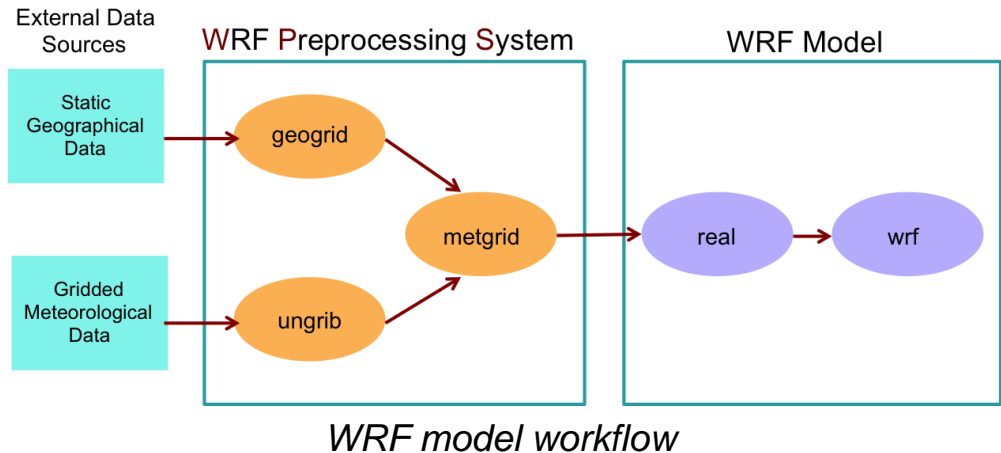 External Data
Sources
WRF Preprocessing System
WRF Model
Static
Geographical
Data
geogrid
metgrid
real
wrf
Gridded
Meteorological
Data
ungrib
WRF model workflow